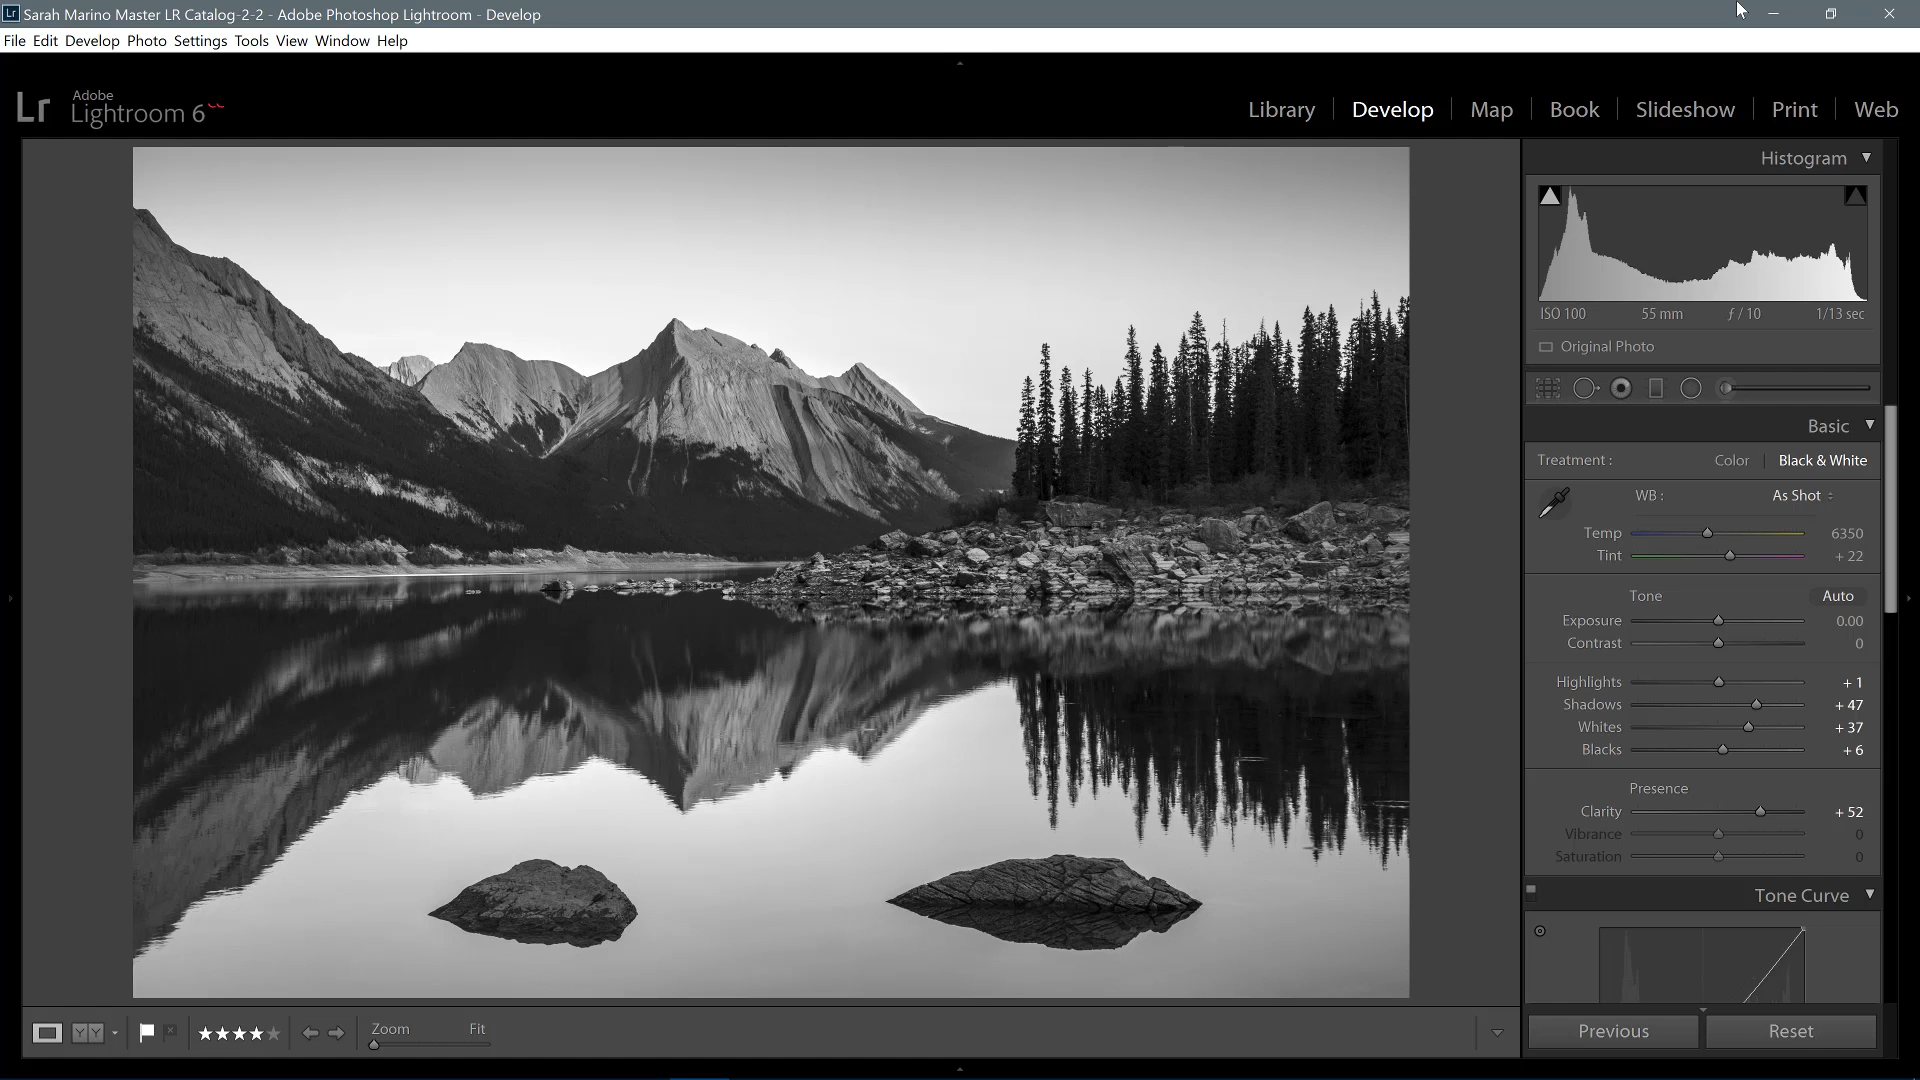 Lr Sarah Marino Master LR Catalog-2-2 - Adobe Photoshop Lightroom - Develop
File Edit Develop Photo Settings Tools View Window Help
Lr Adobe
Lightroom 6
Library Develop Map Book Slideshow Print Web
Histogram
ISO 100 55 mm ƒ / 10 1/13 sec
Original Photo
Basic
Treatment : Color Black & White
WB : As Shot
Temp 6350
Tint + 22
Tone Auto
Exposure 0.00
Contrast 0
Highlights + 1
Shadows + 47
Whites + 37
Blacks + 6
Presence
Clarity + 52
Vibrance 0
Saturation 0
Tone Curve
Y Y Zoom Fit
Previous Reset